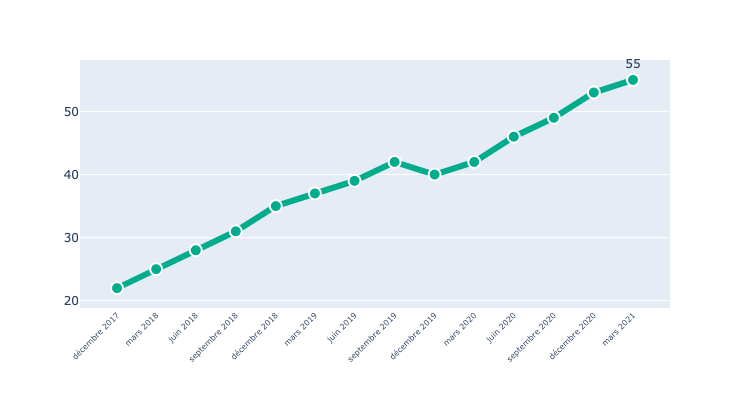 55
50
40
30
20
décembre 2017
mars 2018
juin 2018
septembre 2018
décembre 2018
mars 2019
juin 2019
septembre 2019
décembre 2019
mars 2020
juin 2020
septembre 2020
décembre 2020
mars 2021